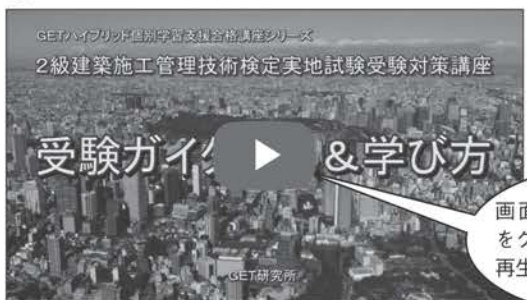 GETハイブリッド個別学習支援合格講座シリーズ
2級建築施工管理技術検定実地試験受験対策講座
受験ガイ &学び方
画面
をク
再生
GET研究所